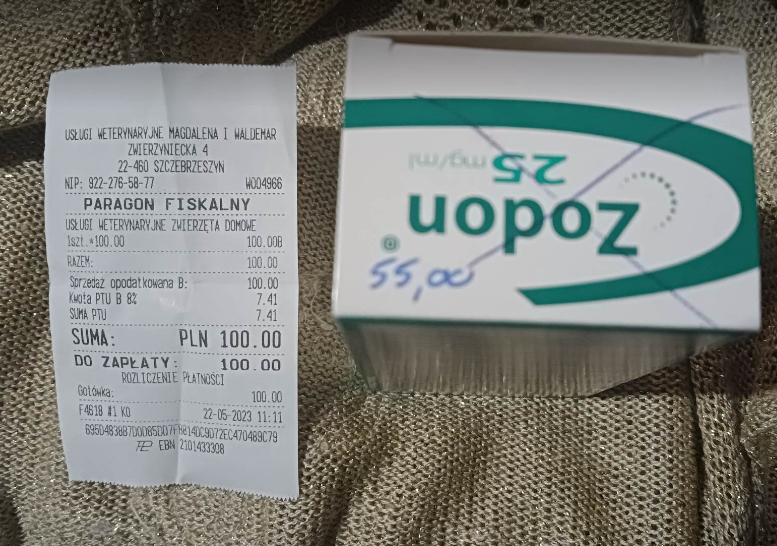 USŁUGI WETERYNARYJNE MAGDALENA I WALDEMAR
ZWIERZYNIECKA 4
22-460 SZCZEBRZESZYN
NIP: 922-276-58-77 W004966
PARAGON FISKALNY
USŁUGI WETERYNARYJNE ZWIERZĘTA DOMOWE
1szt.*100.00 100.00B
RAZEM: 100.00
Sprzedaż opodatkowana B: 100.00
Kwota PTU B 8% 7.41
SUMA PTU 7.41
SUMA: PLN 100.00
DO ZAPŁATY: 100.00
ROZLICZENIE PŁATNOŚCI
Gotówka: 100.00
F4618 #1 KO 22-05-2023 11:11
EBN 2101433308
Zodon®
25 mg/ml
55,00